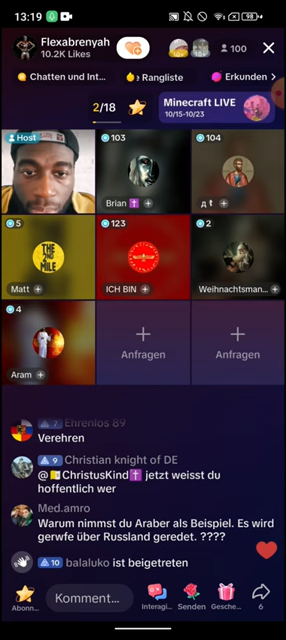 13:19
98
Flexabrenyah
10.2K Likes
100
Chatten und Int...
Rangliste
Erkunden
2/18
Minecraft LIVE
10/15-10/23
Host
103
104
Brian
д t
5
123
2
THE 2ND MILE
Matt
ICH BIN
Weihnachtsman...
4
Aram
Anfragen
Anfragen
7 Ehrenlos 89
Verehren
9 Christian knight of DE
@ ChristusKind jetzt weisst du
hoffentlich wer
Med.amro
Warum nimmst du Araber als Beispiel. Es wird
gerwfe über Russland geredet. ????
10 balaluko ist beigetreten
Abonn...
Komment...
Interagi...
Senden
Gesche...
6